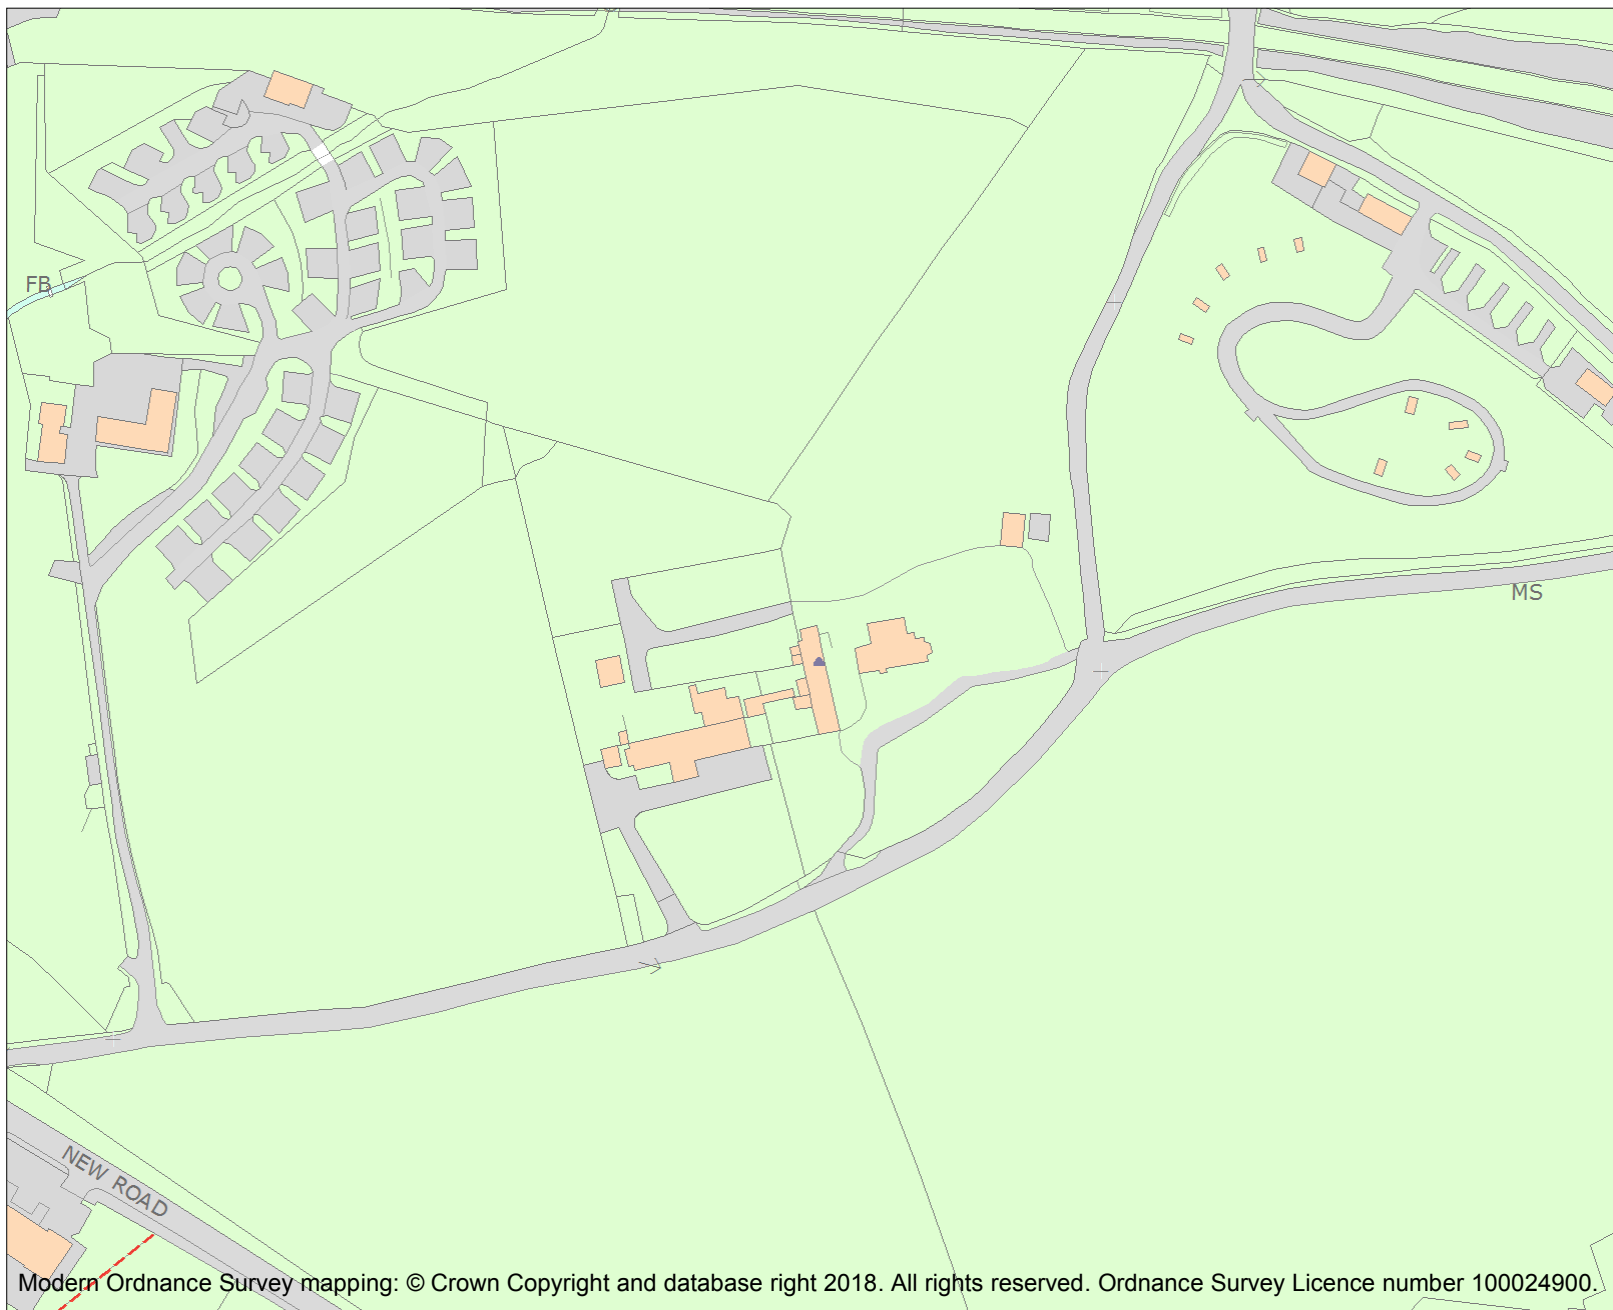 FB
MS
NEW ROAD
Modern Ordnance Survey mapping: © Crown Copyright and database right 2018. All rights reserved. Ordnance Survey Licence number 100024900.